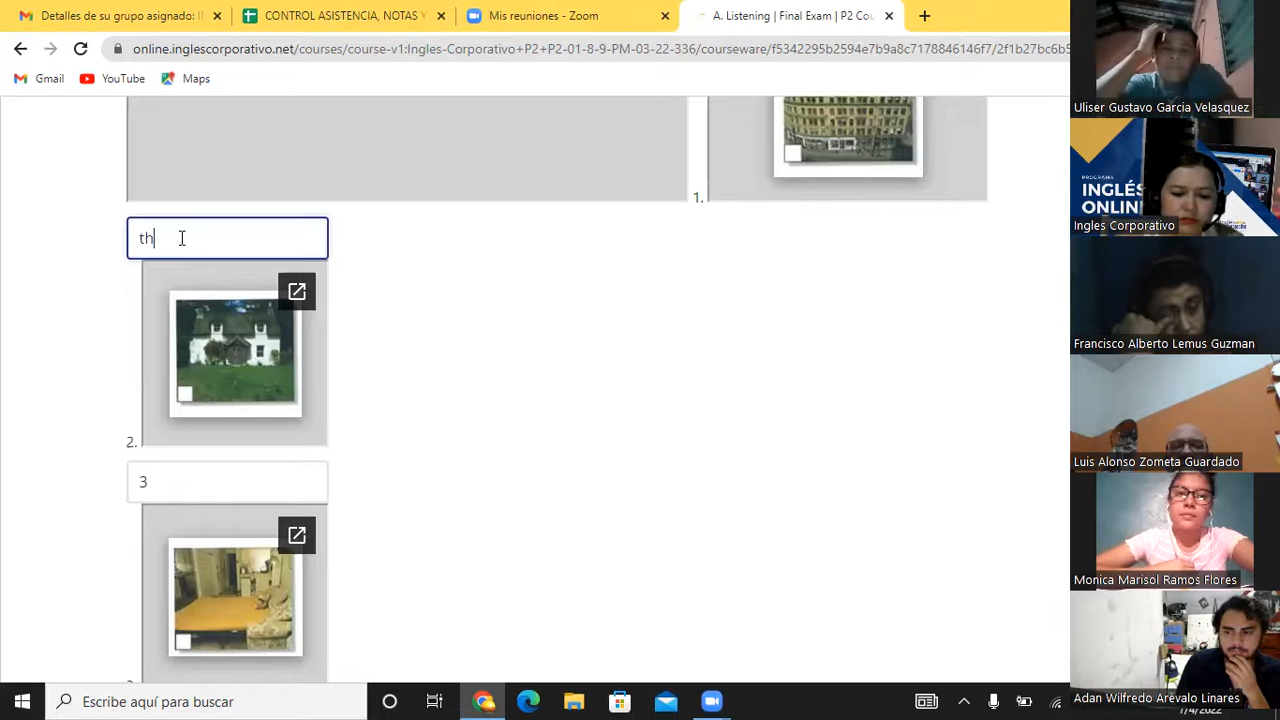 Detalles de su grupo asignado: I
CONTROL ASISTENCIA, NOTAS Y
Mis reuniones - Zoom
A. Listening | Final Exam | P2 Cou
online.inglescorporativo.net/courses/course-v1:Ingles-Corporativo+P2+P2-01-8-9-PM-03-22-336/courseware/f5342295b2594e7b9a8c7178846146f7/2f1b27bc6b5
Gmail
YouTube
Maps
1.
th
2.
3
Uliser Gustavo Garcia Velasquez
PROGRAMA
INGLÉS
ONLIN
Ingles Corporativo
Francisco Alberto Lemus Guzman
Luis Alonso Zometa Guardado
Monica Marisol Ramos Flores
Adan Wilfredo Arévalo Linares
Escribe aquí para buscar
7/4/2022